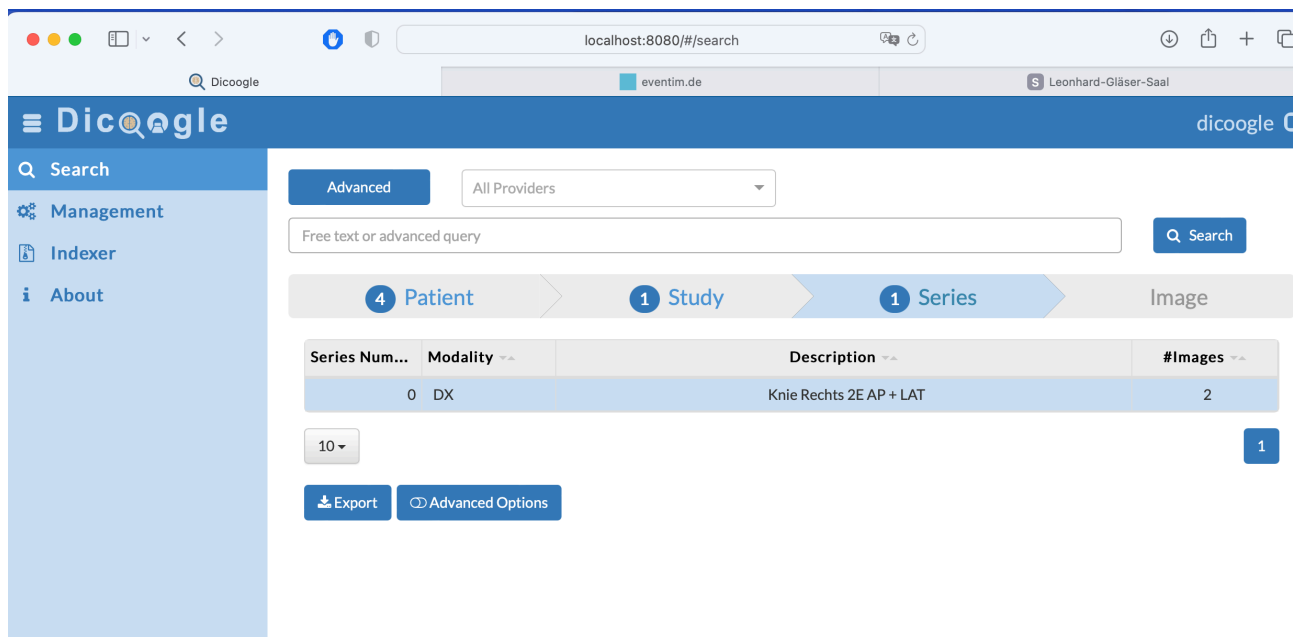 localhost:8080/#/search
Dicoogle
eventim.de
S Leonhard-Gläser-Saal
Dicoogle
dicoogle
Search
Management
Indexer
About
Advanced
All Providers
Free text or advanced query
Search
4 Patient
1 Study
1 Series
Image
Series Num... Modality Description #Images
0 DX Knie Rechts 2E AP + LAT 2
10
1
Export
Advanced Options